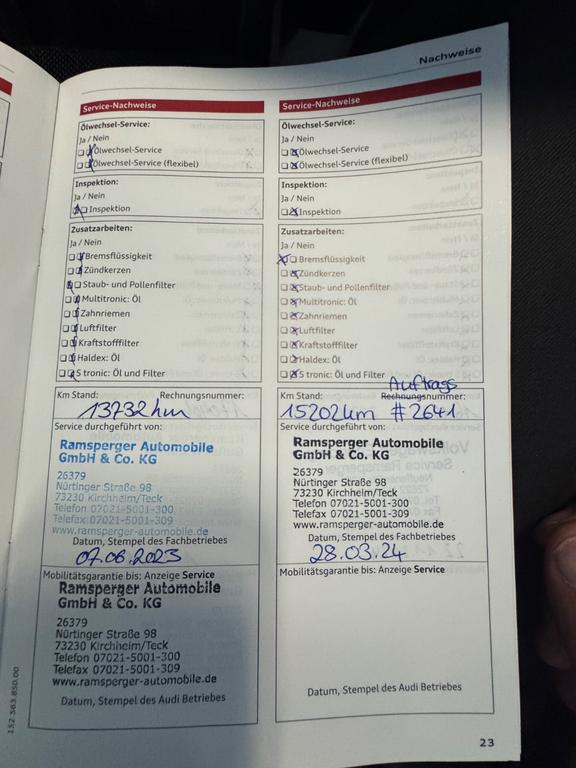 Nachweise
Service-Nachweise
Ölwechsel-Service:
Ja / Nein
Ölwechsel-Service
Ölwechsel-Service (flexibel)
Inspektion:
Ja / Nein
Inspektion
Zusatzarbeiten:
Ja / Nein
Bremsflüssigkeit
Zündkerzen
Staub- und Pollenfilter
Multitronic: Öl
Zahnriemen
Luftfilter
Kraftstofffilter
Haldex: Öl
S tronic: Öl und Filter
Km Stand: Rechnungsnummer:
13732km
Service durchgeführt von:
Ramsperger Automobile
GmbH & Co. KG
26379
Nürtinger Straße 98
73230 Kirchheim/Teck
Telefon 07021-5001-300
Telefax 07021-5001-309
www.ramsperger-automobile.de
Datum, Stempel des Fachbetriebes
07.08.2023
Mobilitätsgarantie bis: Anzeige Service
Ramsperger Automobile
GmbH & Co. KG
26379
Nürtinger Straße 98
73230 Kirchheim/Teck
Telefon 07021-5001-300
Telefax 07021-5001-309
www.ramsperger-automobile.de
Datum, Stempel des Audi Betriebes
Service-Nachweise
Ölwechsel-Service:
Ja / Nein
Ölwechsel-Service
Ölwechsel-Service (flexibel)
Inspektion:
Ja / Nein
Inspektion
Zusatzarbeiten:
Ja / Nein
Bremsflüssigkeit
Zündkerzen
Staub- und Pollenfilter
Multitronic: Öl
Zahnriemen
Luftfilter
Kraftstofffilter
Haldex: Öl
S tronic: Öl und Filter
Auftrags
Km Stand: Rechnungsnummer:
15202km #2641
Service durchgeführt von:
Ramsperger Automobile
GmbH & Co. KG
26379
Nürtinger Straße 98
73230 Kirchheim/Teck
Telefon 07021-5001-300
Telefax 07021-5001-309
www.ramsperger-automobile.de
Datum, Stempel des Fachbetriebes
28.03.24
Mobilitätsgarantie bis: Anzeige Service
Datum, Stempel des Audi Betriebes
152.563.850.00
23